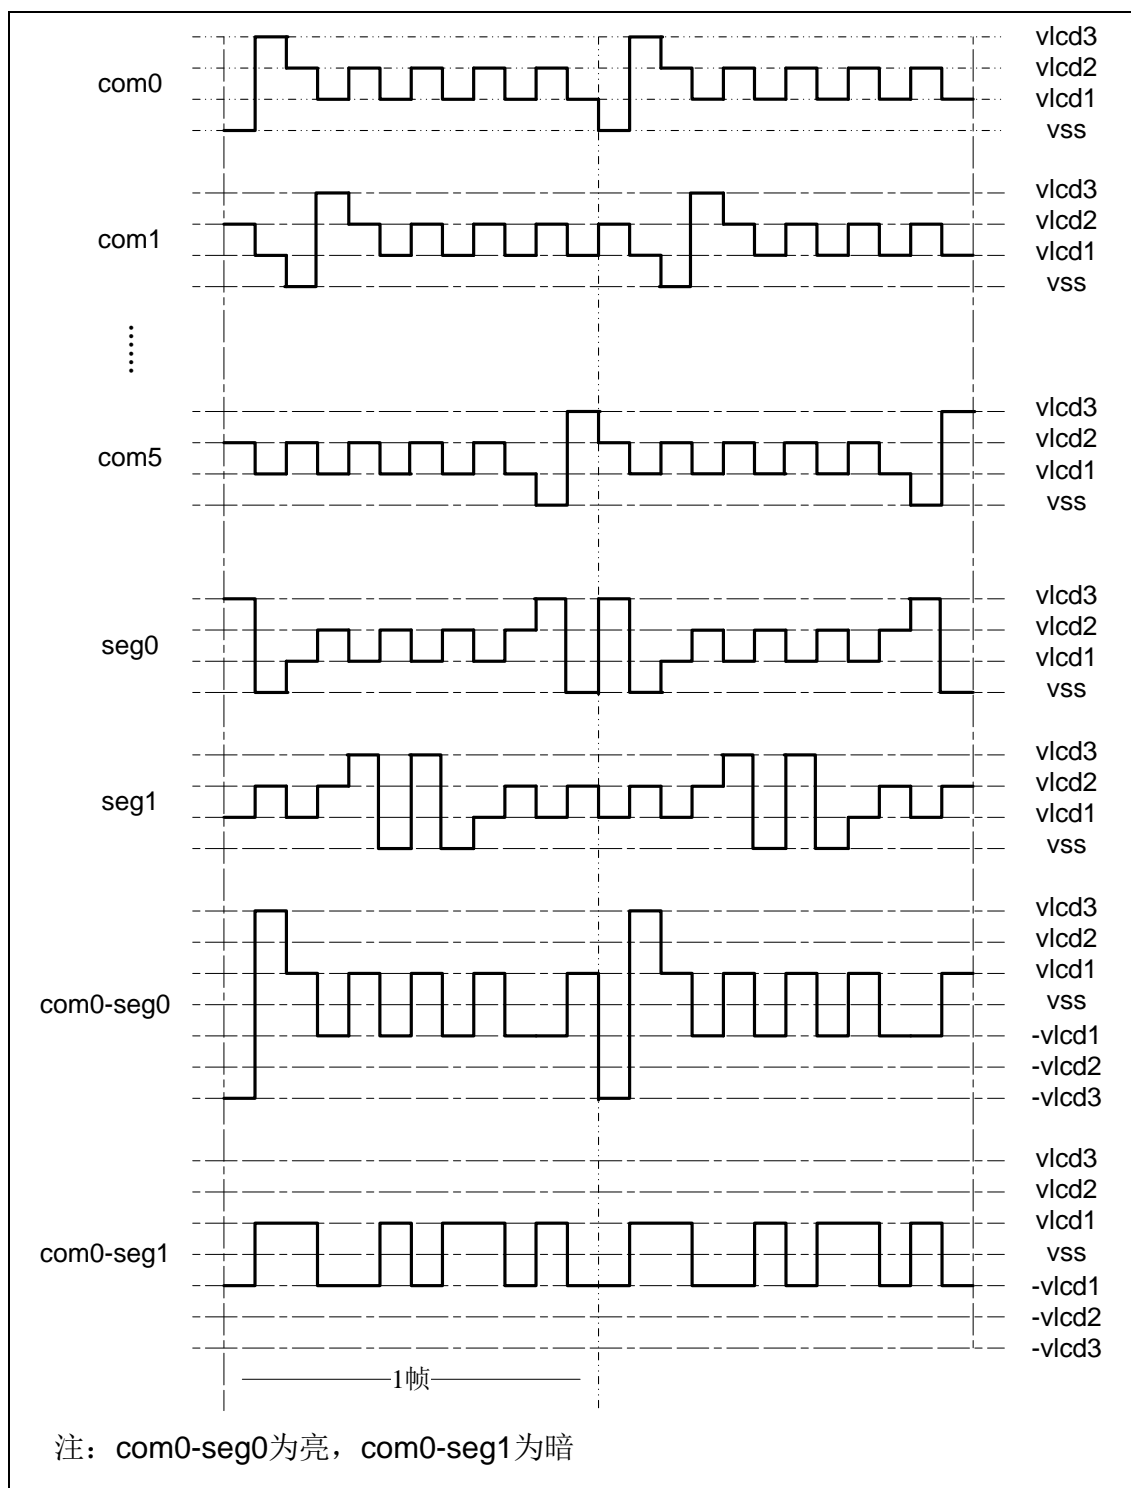 com0
vlcd3
vlcd2
vlcd1
vss
com1
vlcd3
vlcd2
vlcd1
vss
......
com5
vlcd3
vlcd2
vlcd1
vss
seg0
vlcd3
vlcd2
vlcd1
vss
seg1
vlcd3
vlcd2
vlcd1
vss
com0-seg0
vlcd3
vlcd2
vlcd1
vss
-vlcd1
-vlcd2
-vlcd3
com0-seg1
vlcd3
vlcd2
vlcd1
vss
-vlcd1
-vlcd2
-vlcd3
1帧
注：com0-seg0为亮，com0-seg1为暗